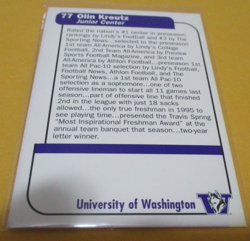 77 Olin Kreutz
Junior Center
Rated the nation's #1 center in preseason
rankings by Lindy's Football and #3 by The
Sporting News...selected to the preseason
1st team All-America by Lindy's College
Football, 2nd Team All-America by Preview
Sports Football Magazine, and 3rd team
All-America by Athlon Football...preseason 1st
team All Pac-10 selection by Lindy's
Football News, Athlon Football, and The
Sporting News...a 1st team All Pac-10
selection as a sophomore...one of two
offensive linemen to start all 11 games last
season...part of offensive line that finished
2nd in the league with just 18 sacks
allowed...the only true freshman in 1995 to
see playing time...presented the Travis Spring
"Most Inspirational Freshman Award" at the
annual team banquet that season...two-year
letter winner.
University of Washington
W